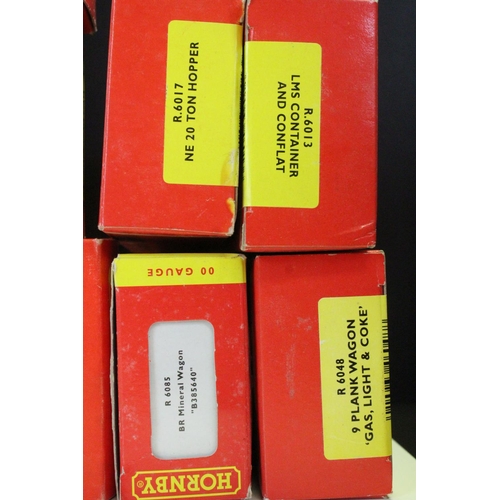 R.6017
NE 20 TON HOPPER
R.6013
LMS CONTAINER
AND CONFLAT
00 GAUGE
R 6085
BR Mineral Wagon
"B385640"
HORNBY®
R 6048
9 PLANK WAGON
'GAS, LIGHT & COKE'